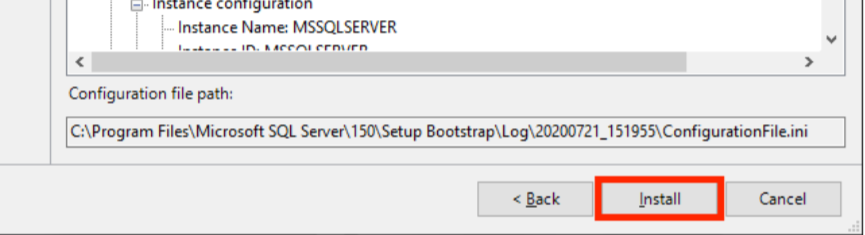 Instance configuration
Instance Name: MSSQLSERVER
Instance ID: MSSQLSERVER
Configuration file path:
C:\Program Files\Microsoft SQL Server\150\Setup Bootstrap\Log\20200721_151955\ConfigurationFile.ini
< Back
Install
Cancel